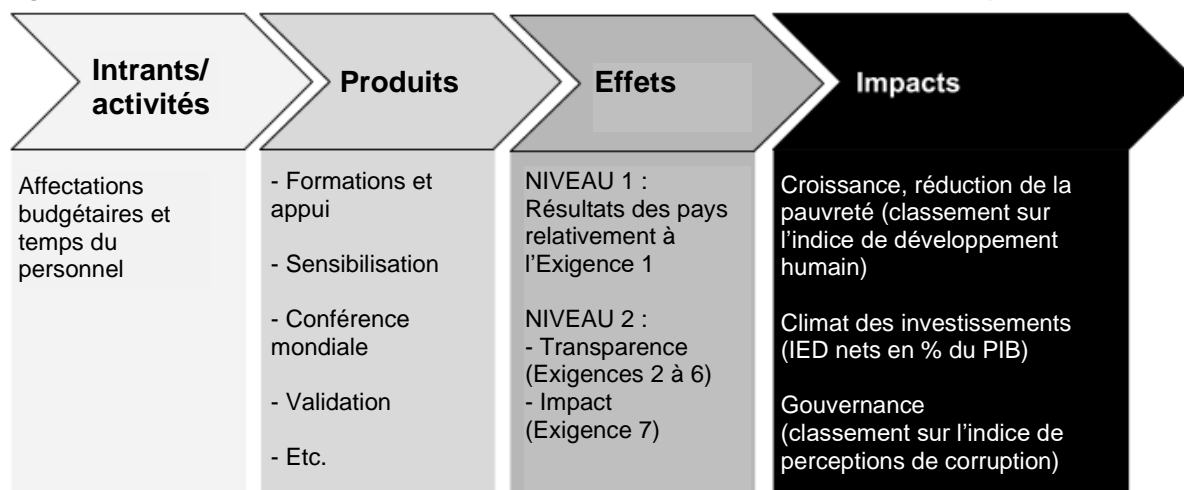 Intrants/
activités
Affectations
budgétaires et
temps du
personnel
Produits
- Formations et
appui
- Sensibilisation
- Conférence
mondiale
- Validation
- Etc.
Effets
NIVEAU 1 :
Résultats des pays
relativement à
l’Exigence 1
NIVEAU 2 :
- Transparence
(Exigences 2 à 6)
- Impact
(Exigence 7)
Impacts
Croissance, réduction de la
pauvreté (classement sur
l’indice de développement
humain)
Climat des investissements
(IED nets en % du PIB)
Gouvernance
(classement sur l’indice de
perceptions de corruption)